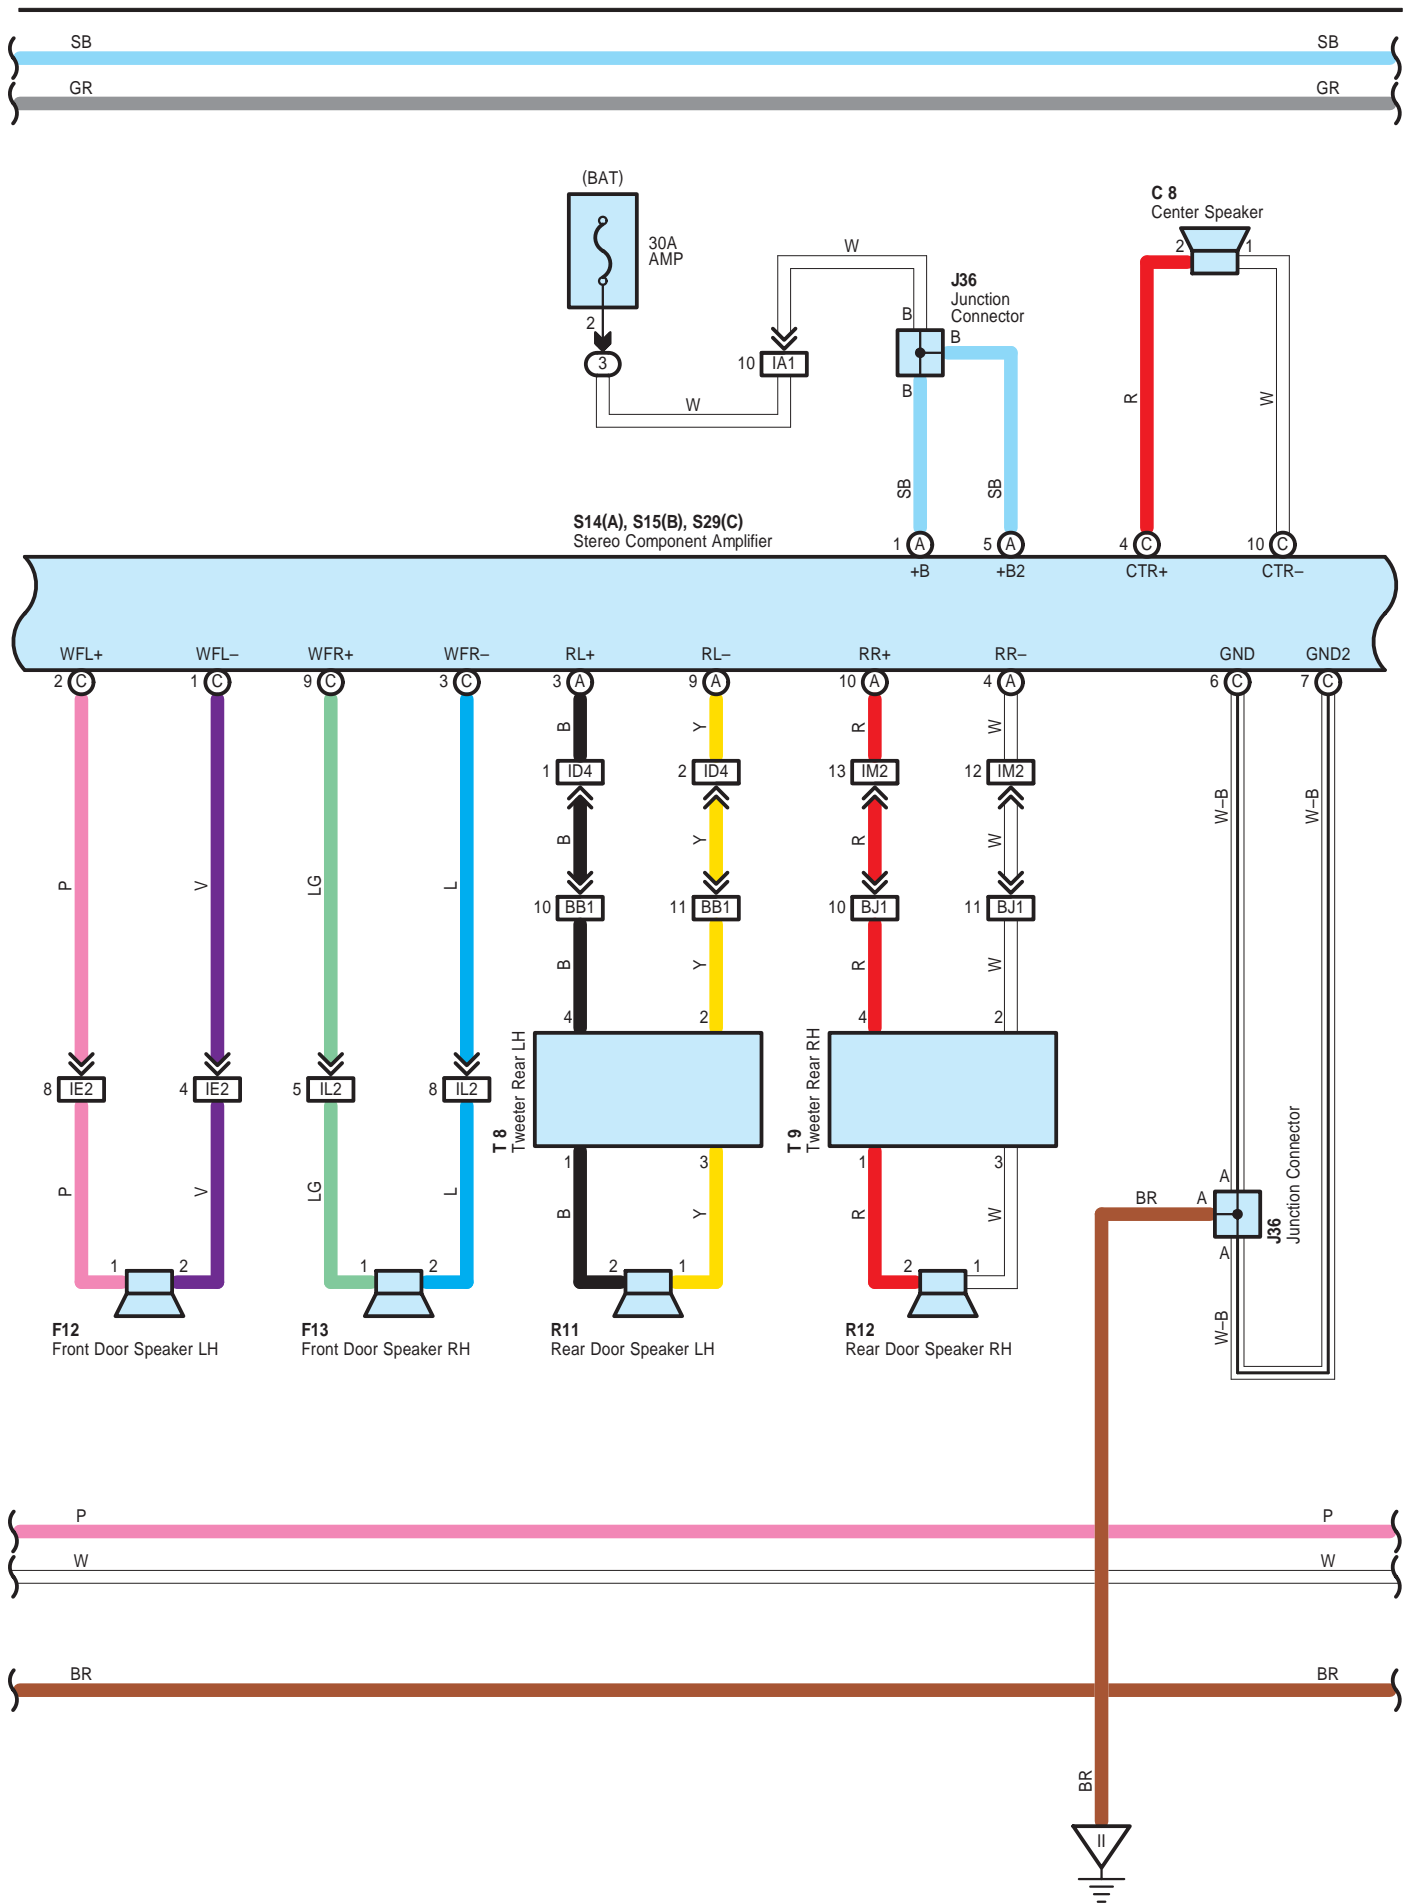 SB SB
GR GR
(BAT)
30A
AMP
2
3
W
10 IA1
W
J36
Junction
Connector
B
B
B
SB
SB
C 8
Center Speaker
2 1
R
W
S14(A), S15(B), S29(C)
Stereo Component Amplifier
1 A 5 A 4 C 10 C
+B +B2 CTR+ CTR–
WFL+ WFL– WFR+ WFR– RL+ RL– RR+ RR– GND GND2
2 C 1 C 9 C 3 C 3 A 9 A 10 A 4 A 6 C 7 C
B Y R W
1 ID4 2 ID4 13 IM2 12 IM2
W–B W–B
B Y R W
P V LG L
10 BB1 11 BB1 10 BJ1 11 BJ1
B Y R W
4 2 4 2
8 IE2 4 IE2 5 IL2 8 IL2
T 8
Tweeter Rear LH
T 9
Tweeter Rear RH
1 3 1 3
P V LG L B Y R W
BR A A
A
J36
Junction Connector
W–B
1 2 1 2 2 1 2 1
F12
Front Door Speaker LH
F13
Front Door Speaker RH
R11
Rear Door Speaker LH
R12
Rear Door Speaker RH
P P
W W
BR BR
BR
II